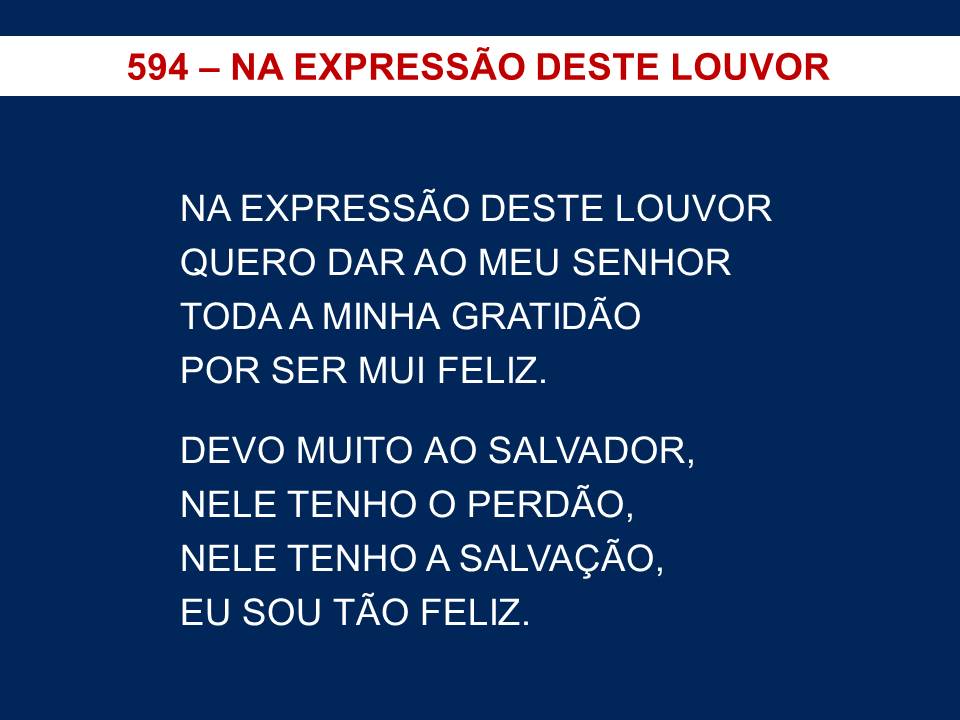 594 – NA EXPRESSÃO DESTE LOUVOR
NA EXPRESSÃO DESTE LOUVOR
QUERO DAR AO MEU SENHOR
TODA A MINHA GRATIDÃO
POR SER MUI FELIZ.
DEVO MUITO AO SALVADOR,
NELE TENHO O PERDÃO,
NELE TENHO A SALVAÇÃO,
EU SOU TÃO FELIZ.